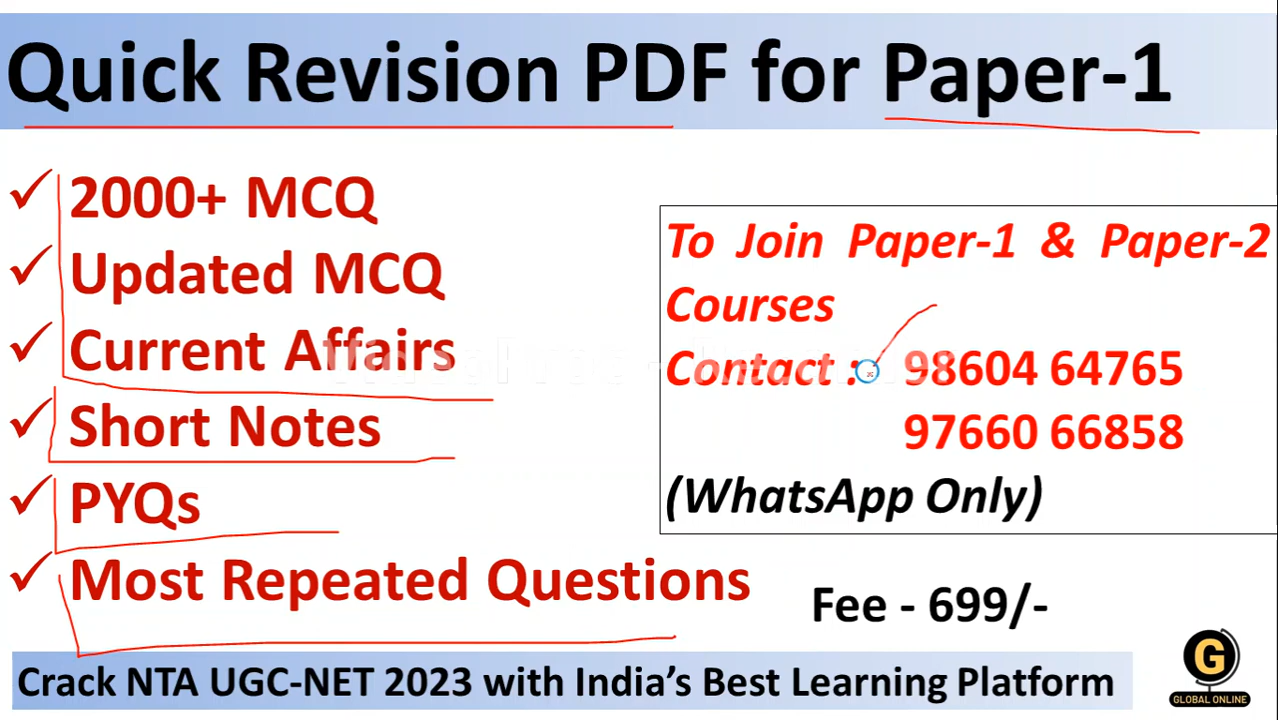 Quick Revision PDF for Paper-1
✓ 2000+ MCQ
✓ Updated MCQ
✓ Current Affairs
✓ Short Notes
✓ PYQs
✓ Most Repeated Questions
To Join Paper-1 & Paper-2
Courses
Contact : 98604 64765
97660 66858
(WhatsApp Only)
Fee - 699/-
Crack NTA UGC-NET 2023 with India's Best Learning Platform
G
GLOBAL ONLINE